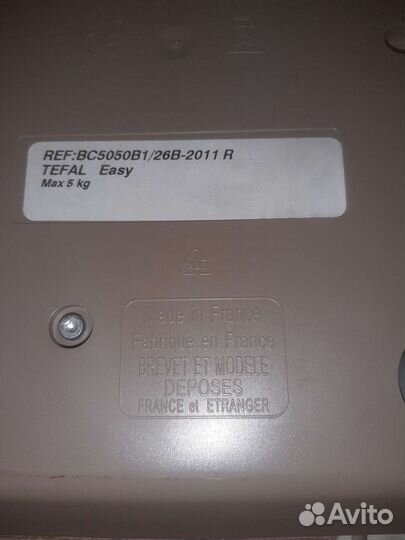 REF:BC5050B1/26B-2011 R
TEFAL Easy
Max 5 kg
Made in France
Fabriqué en France
BREVET ET MODELE
DEPOSES
FRANCE et ETRANGER
Avito